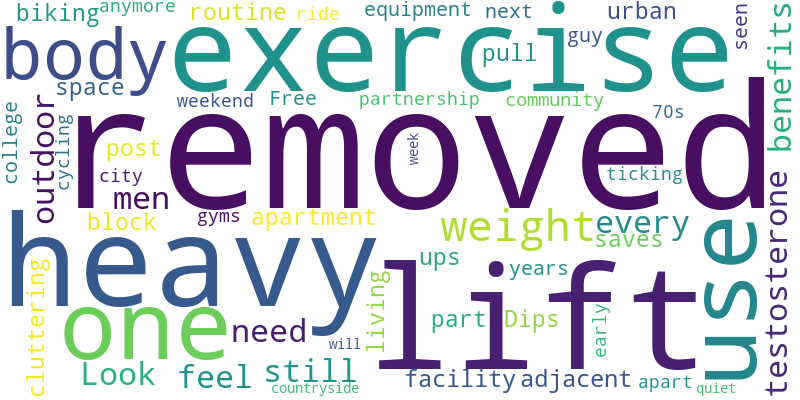 biking
anymore
routine
ride
equipment
next
urban
seen
benefits
body
exercise
pull
guy
space
weekend
Free
partnership
community
70s
college
cycling
outdoor
removed
post
city
men
week
ticking
block
gyms
apartment
weight
every
saves
testosterone
heavy
use
ups
years
lift
cluttering
one
need
living
part
Dips
early
will
Look
feel
still
countryside
facility
adjacent
apart
quiet